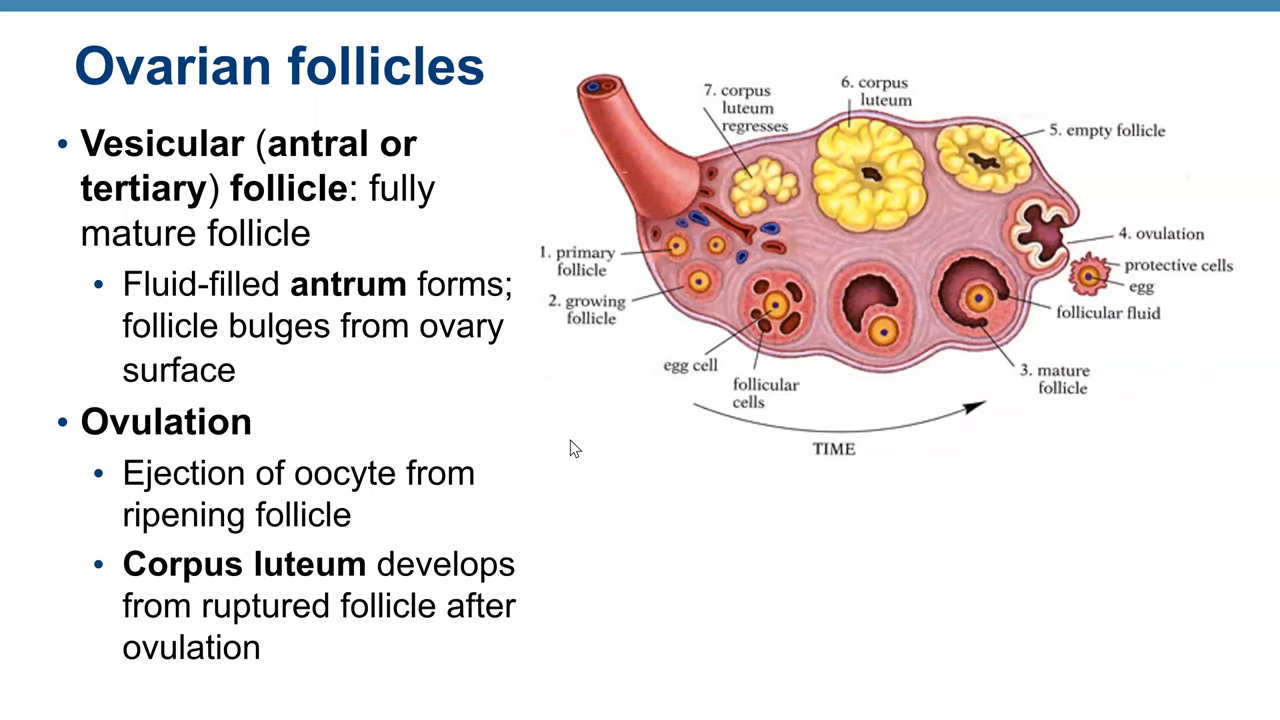 Ovarian follicles
• Vesicular (antral or
tertiary) follicle: fully
mature follicle
• Fluid-filled antrum forms;
follicle bulges from ovary
surface
• Ovulation
• Ejection of oocyte from
ripening follicle
• Corpus luteum develops
from ruptured follicle after
ovulation
7. corpus
luteum
regresses
6. corpus
luteum
5. empty follicle
4. ovulation
protective cells
egg
follicular fluid
3. mature
follicle
1. primary
follicle
2. growing
follicle
egg cell
follicular
cells
TIME